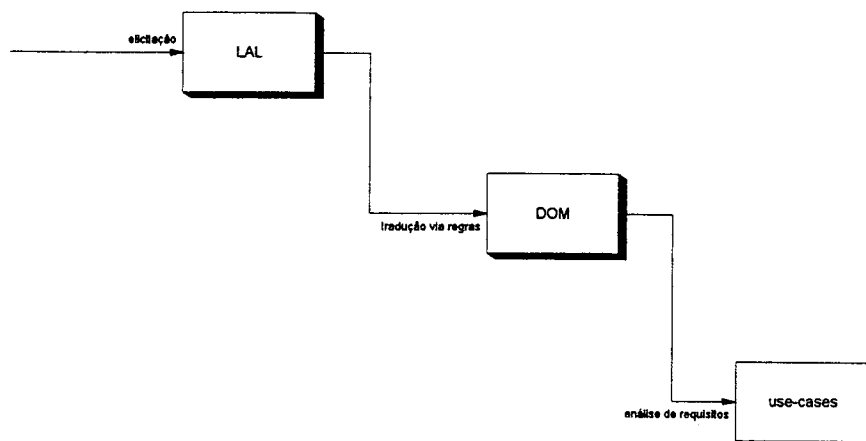 elicitação
LAL
DOM
tradução via regras
use-cases
análise de requisitos